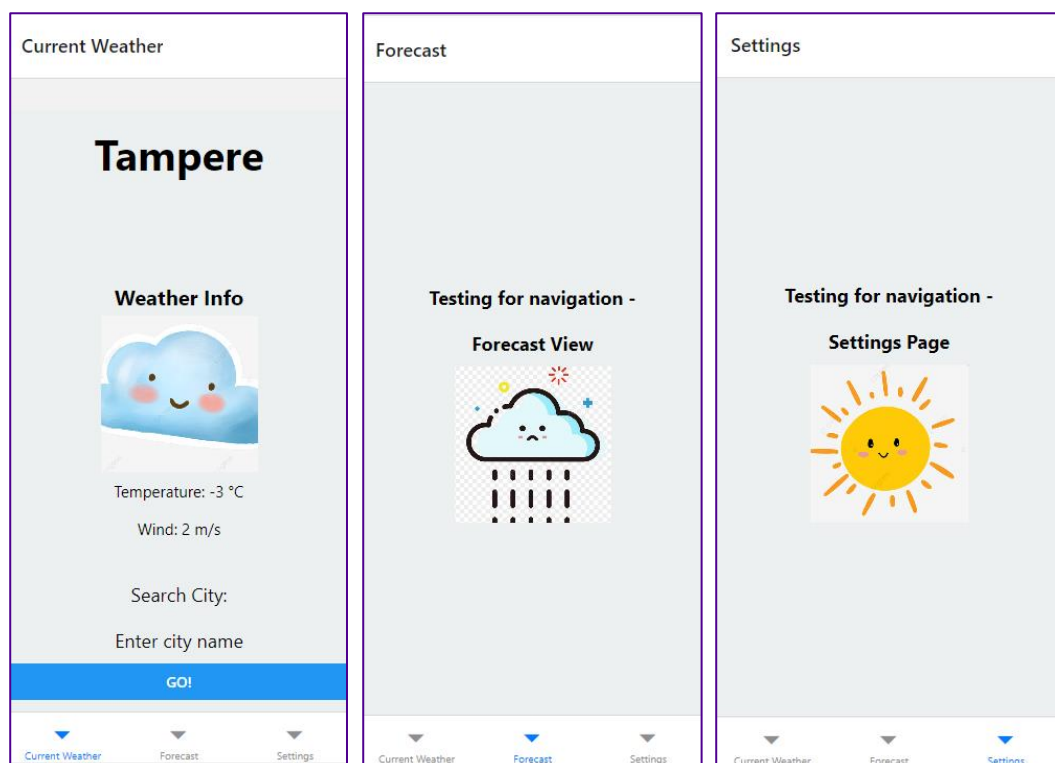 Current Weather
Tampere
Weather Info
Temperature: -3 °C
Wind: 2 m/s
Search City:
Enter city name
GO!
Current Weather
Forecast
Settings
Forecast
Testing for navigation -
Forecast View
Current Weather
Forecast
Settings
Settings
Testing for navigation -
Settings Page
Current Weather
Forecast
Settings